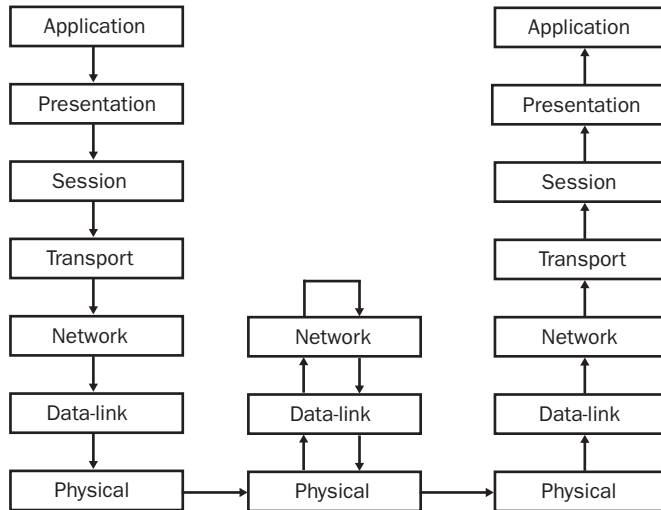 Application
Presentation
Session
Transport
Network
Data-link
Physical
Network
Data-link
Physical
Application
Presentation
Session
Transport
Network
Data-link
Physical